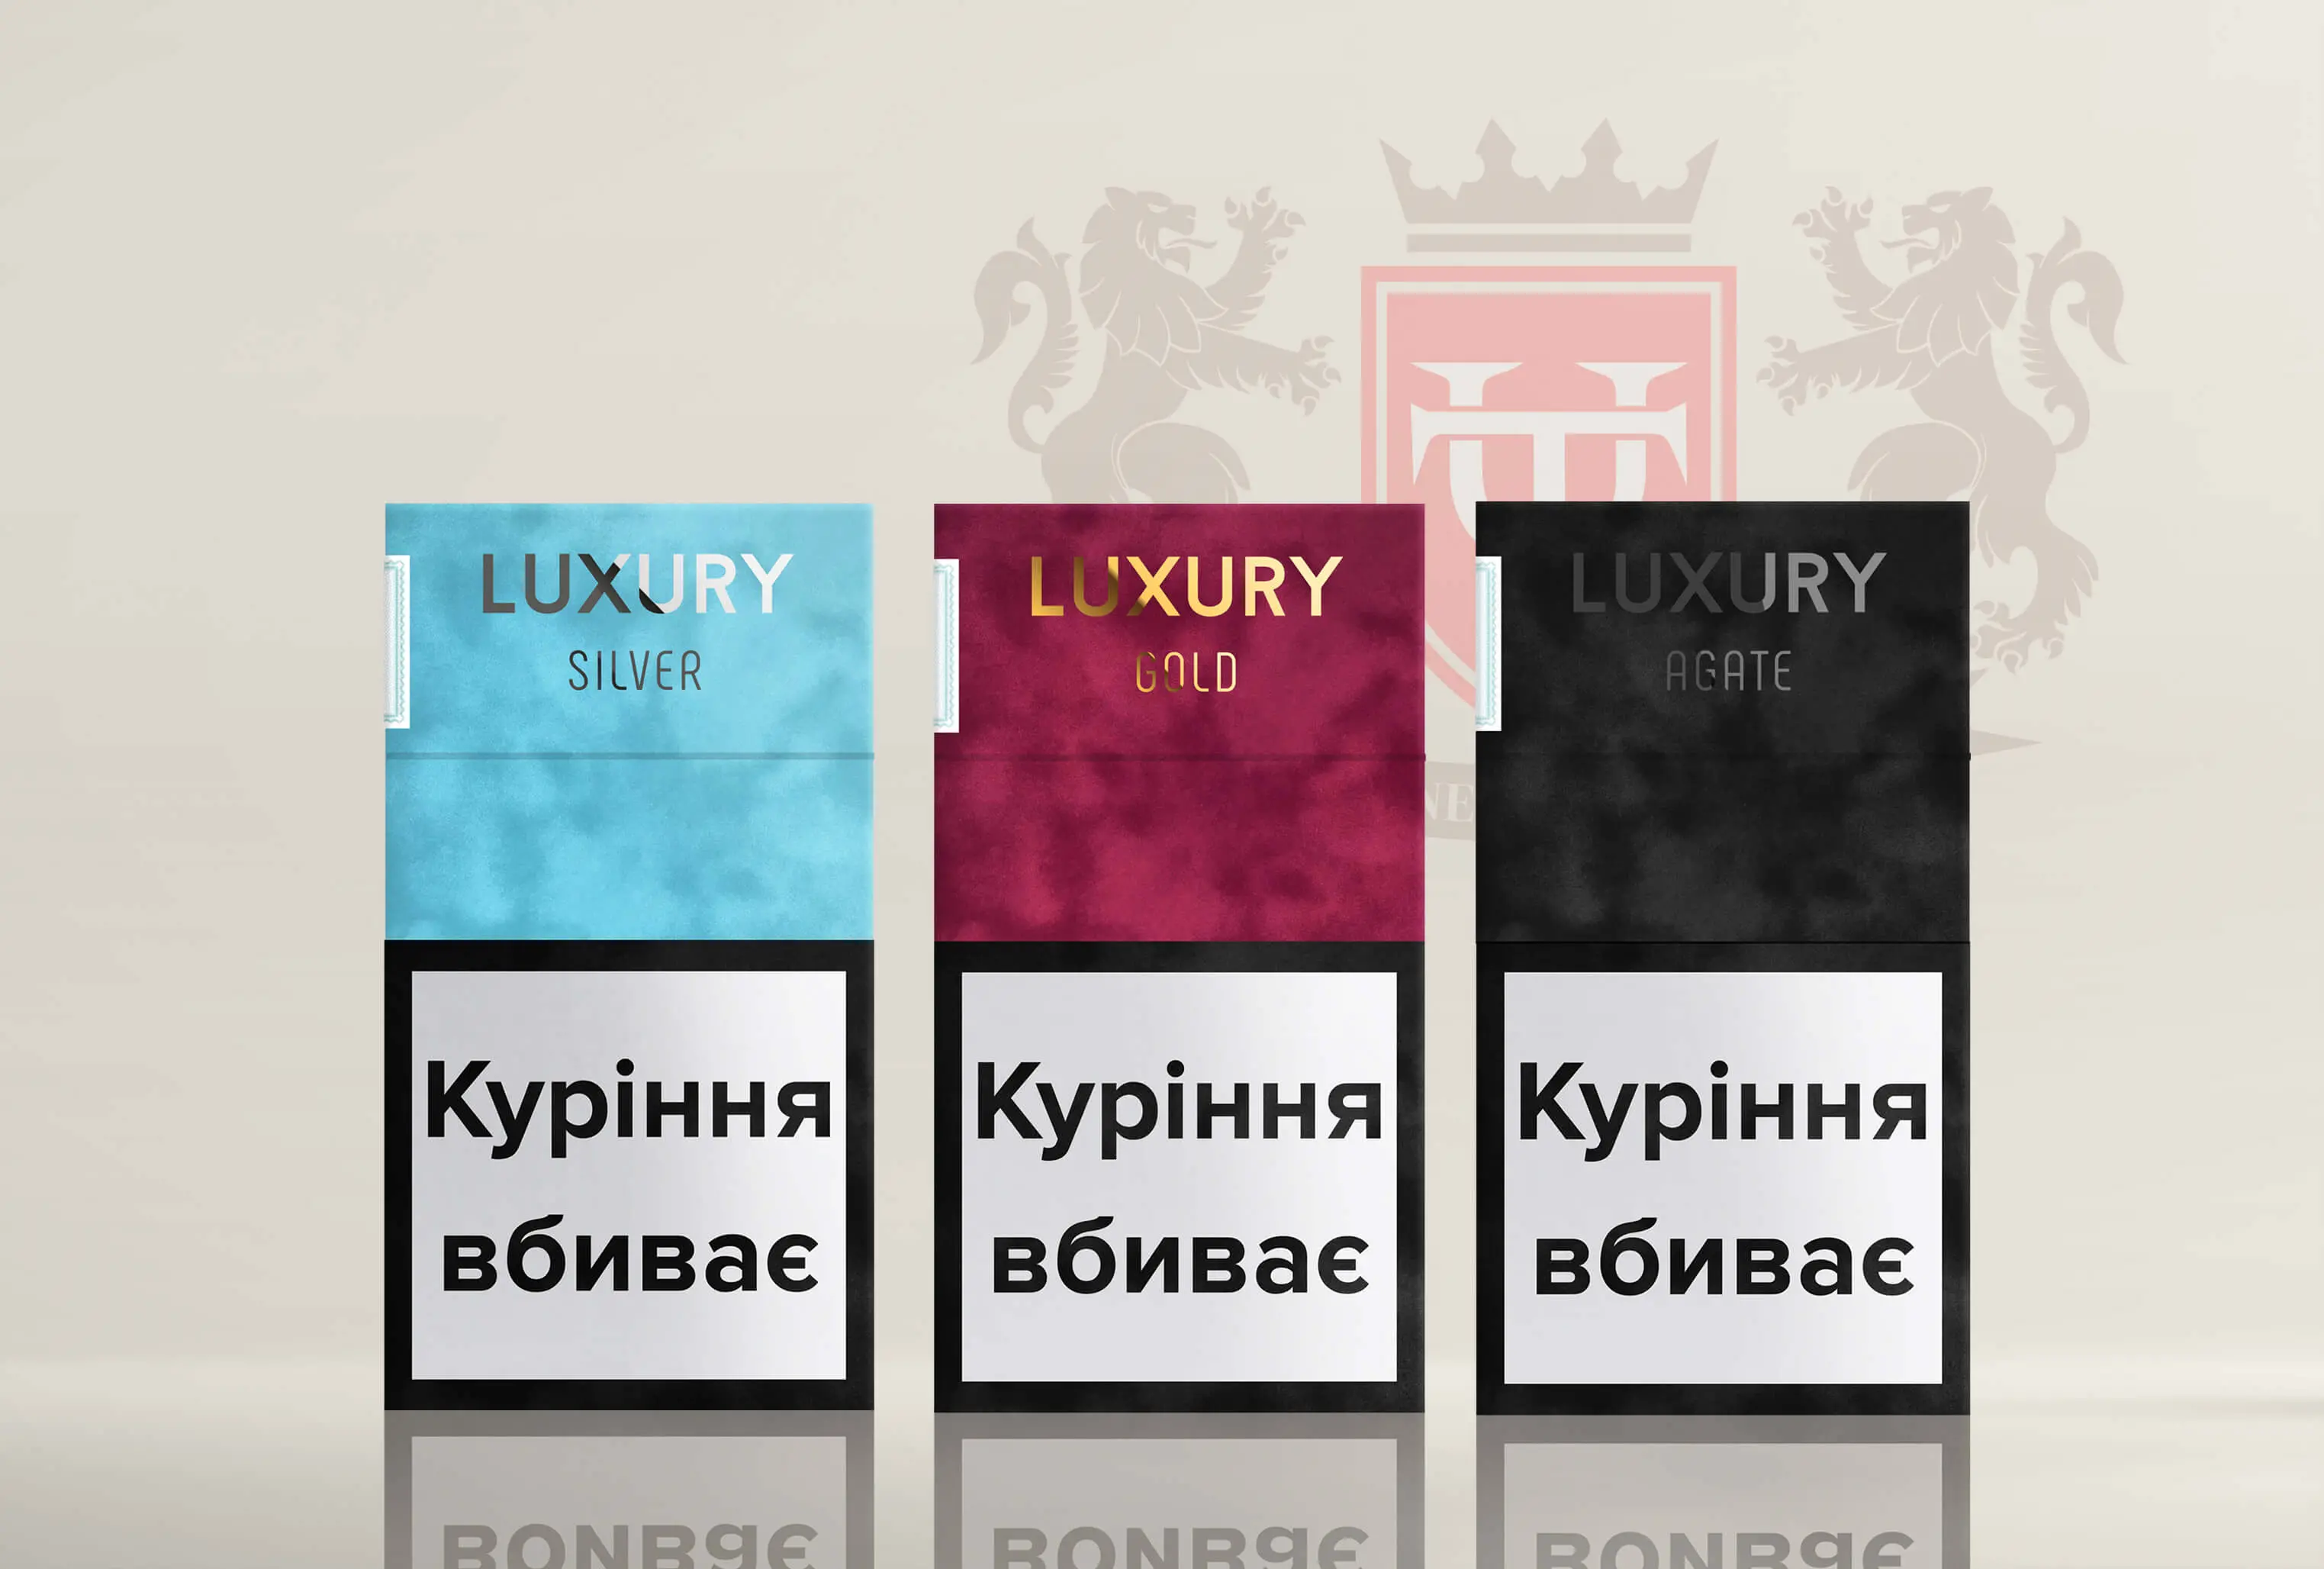 LUXURY
SILVER
Куріння
вбиває
LUXURY
GOLD
Куріння
вбиває
LUXURY
AGATE
Куріння
вбиває